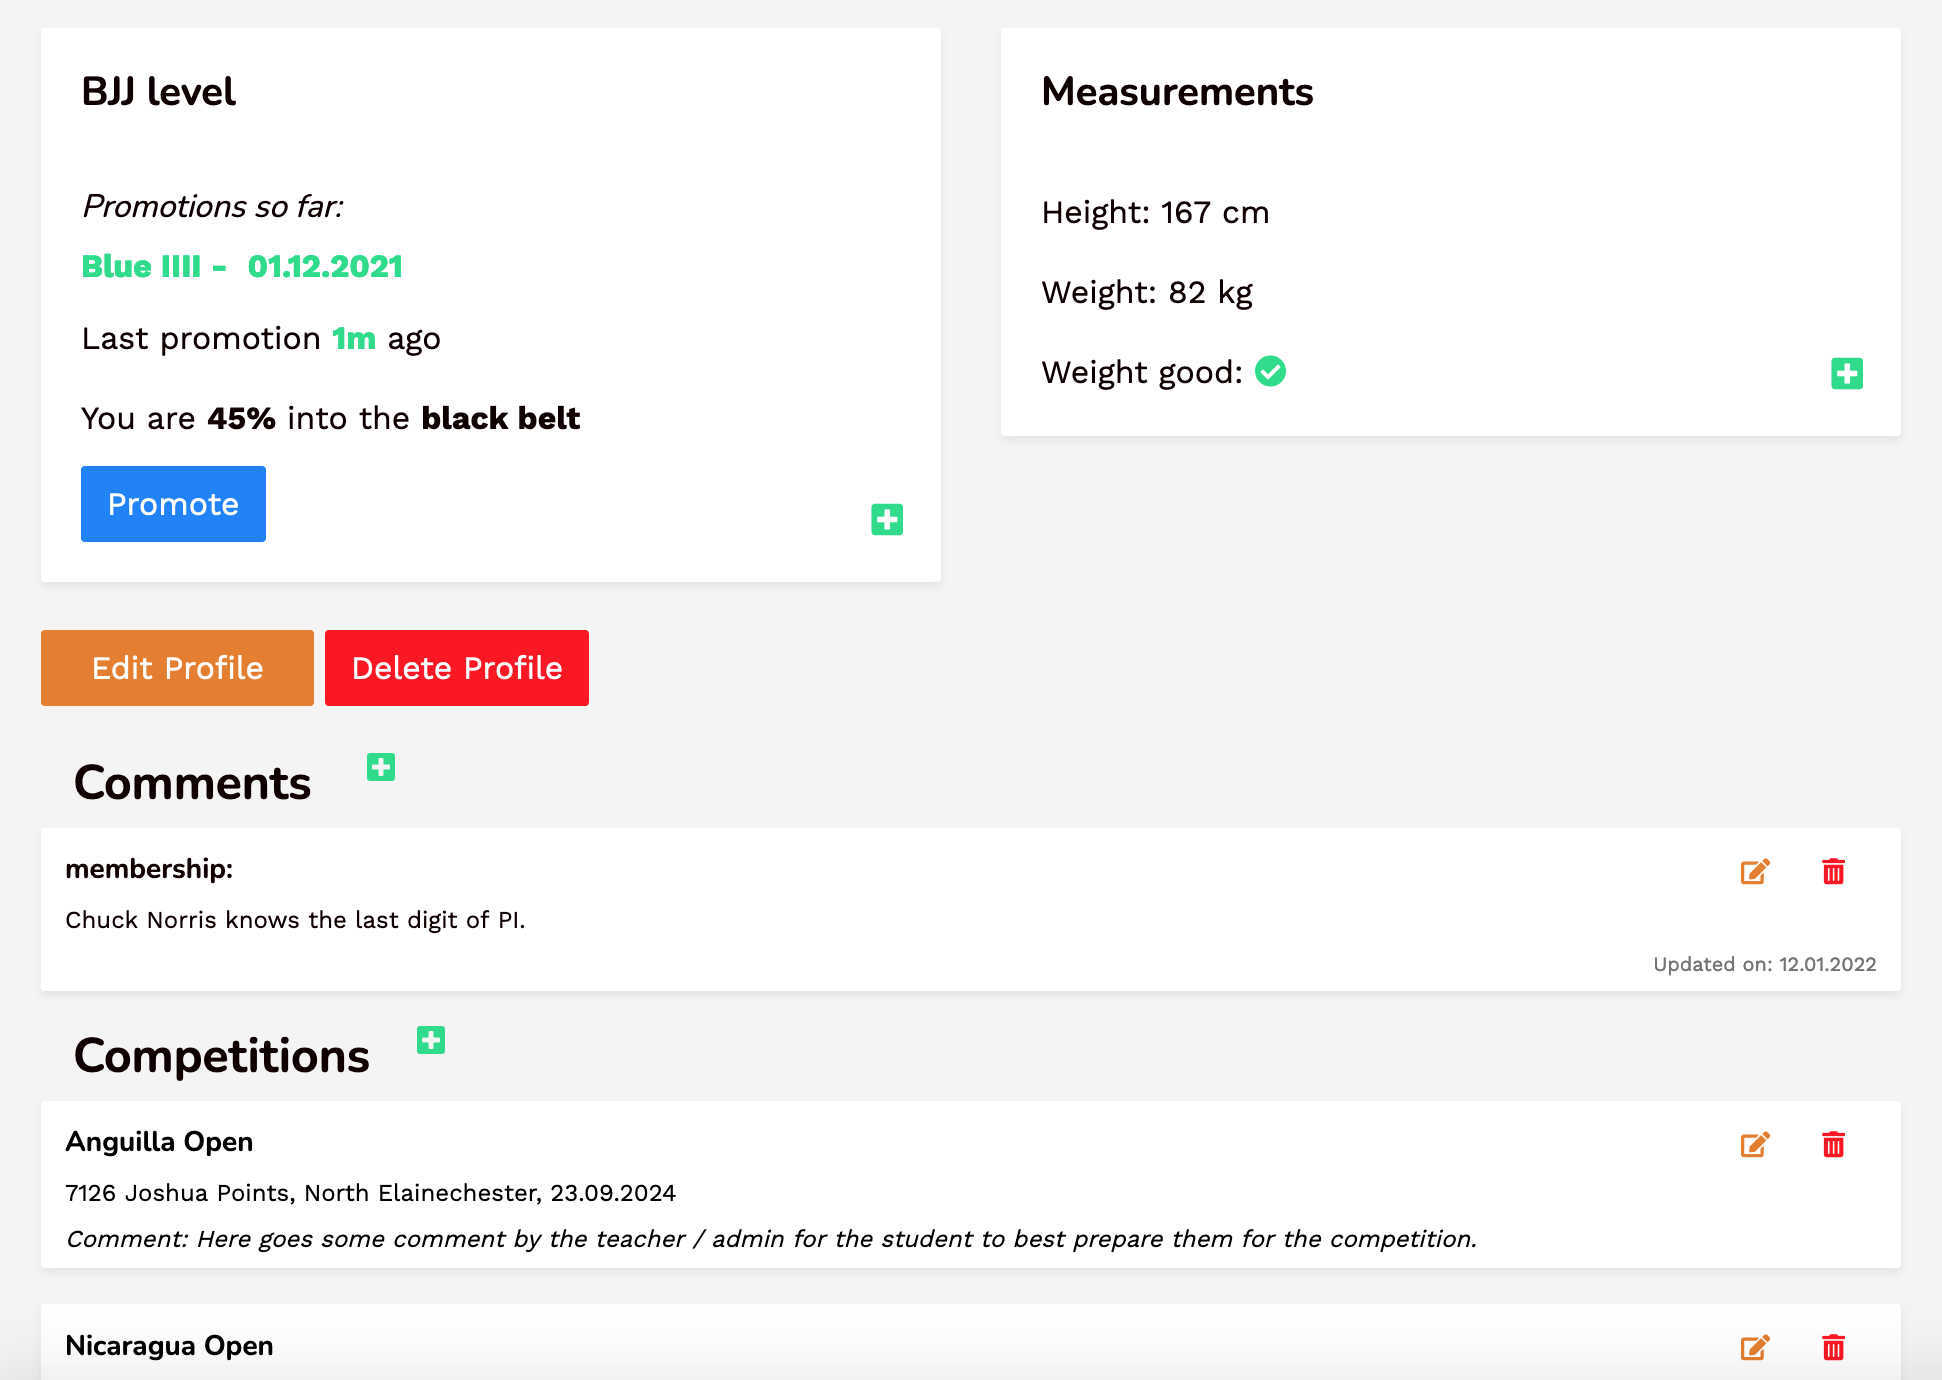 BJJ level
Promotions so far:
Blue IIII - 01.12.2021
Last promotion 1m ago
You are 45% into the black belt
Promote
Measurements
Height: 167 cm
Weight: 82 kg
Weight good:
Edit Profile
Delete Profile
Comments
membership:
Chuck Norris knows the last digit of PI.
Updated on: 12.01.2022
Competitions
Anguilla Open
7126 Joshua Points, North Elainechester, 23.09.2024
Comment: Here goes some comment by the teacher / admin for the student to best prepare them for the competition.
Nicaragua Open